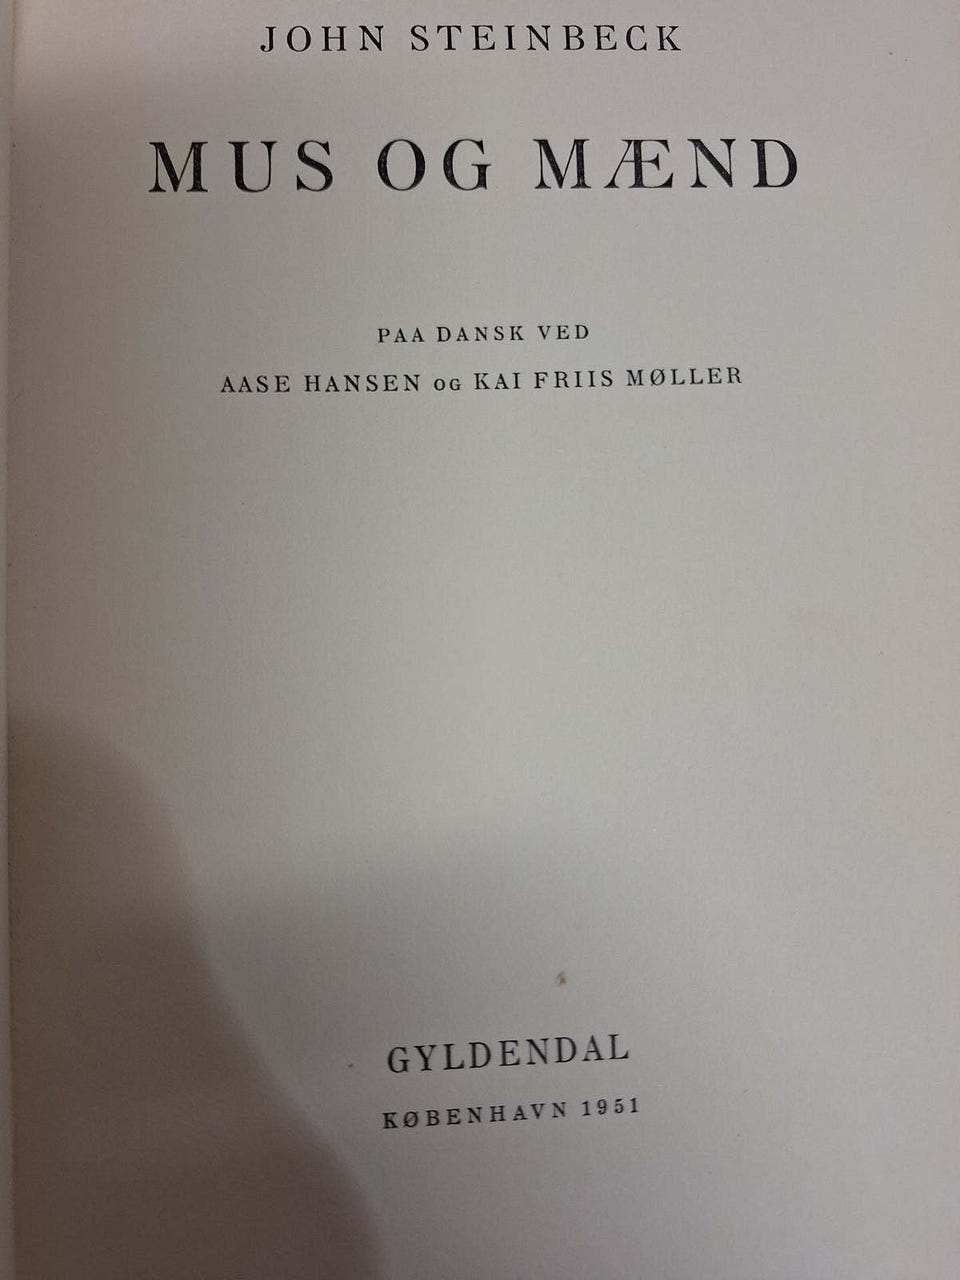 JOHN STEINBECK
MUS OG MÆND
PAA DANSK VED
AASE HANSEN OG KAI FRIIS MØLLER
GYLDENDAL
KØBENHAVN 1951